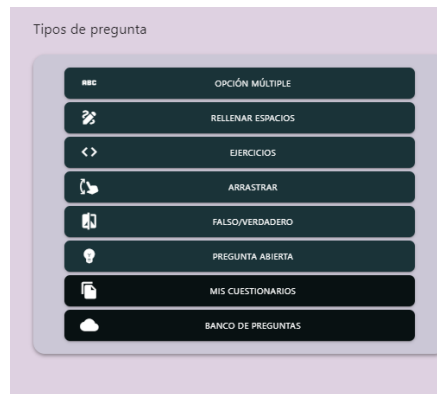 Tipos de pregunta
ABC OPCIÓN MÚLTIPLE
RELLENAR ESPACIOS
EJERCICIOS
ARRASTRAR
FALSO/VERDADERO
PREGUNTA ABIERTA
MIS CUESTIONARIOS
BANCO DE PREGUNTAS